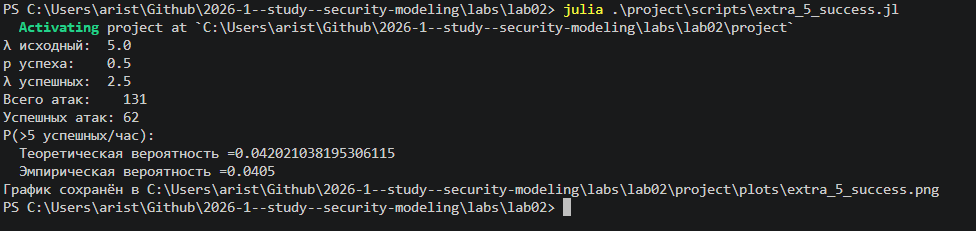 PS C:\Users\arist\Github\2026-1--study--security-modeling\labs\lab02> julia .\project\scripts\extra_5_success.jl
  Activating project at `C:\Users\arist\Github\2026-1--study--security-modeling\labs\lab02\project`
λ исходный:  5.0
p успеха:    0.5
λ успешных:  2.5
Всего атак:    131
Успешных атак: 62
P(>5 успешных/час):
  Теоретическая вероятность =0.042021038195306115
  Эмпирическая вероятность =0.0405
График сохранён в C:\Users\arist\Github\2026-1--study--security-modeling\labs\lab02\project\plots\extra_5_success.png
PS C:\Users\arist\Github\2026-1--study--security-modeling\labs\lab02>